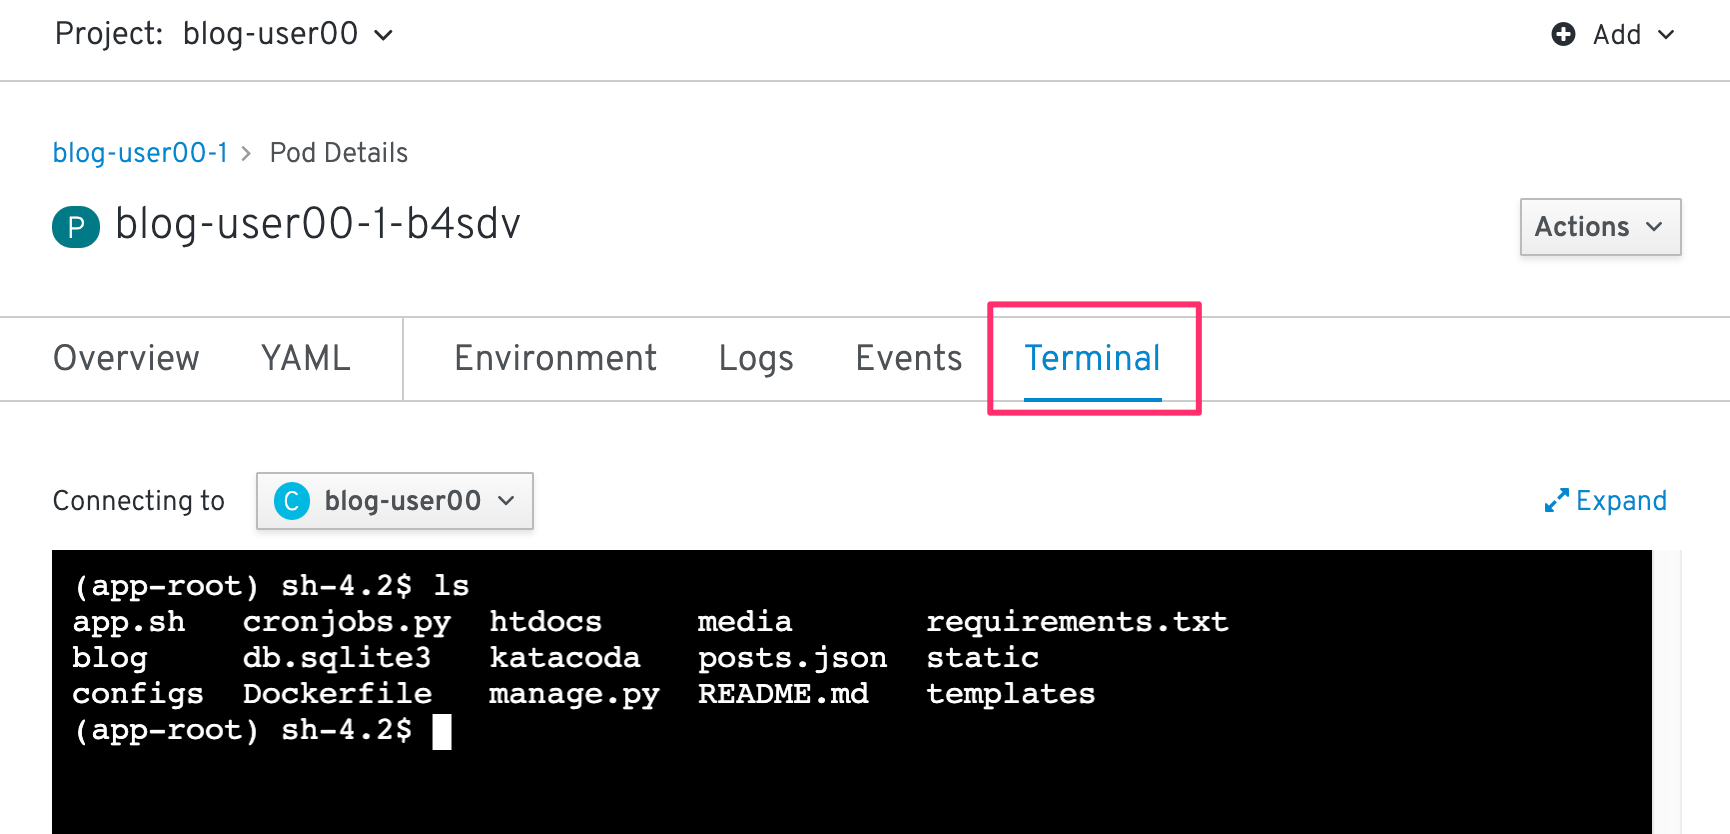 Project: blog-user00 Add
blog-user00-1 > Pod Details
P blog-user00-1-b4sdv Actions
Overview YAML Environment Logs Events Terminal
Connecting to C blog-user00 Expand
(app-root) sh-4.2$ ls
app.sh cronjobs.py htdocs media requirements.txt
blog db.sqlite3 katacoda posts.json static
configs Dockerfile manage.py README.md templates
(app-root) sh-4.2$